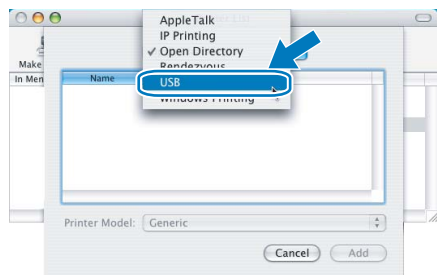 AppleTalk
IP Printing
✓ Open Directory
Rendezvous
USB
Windows Printing
Make
In Men
Name
Printer Model: Generic
Cancel Add